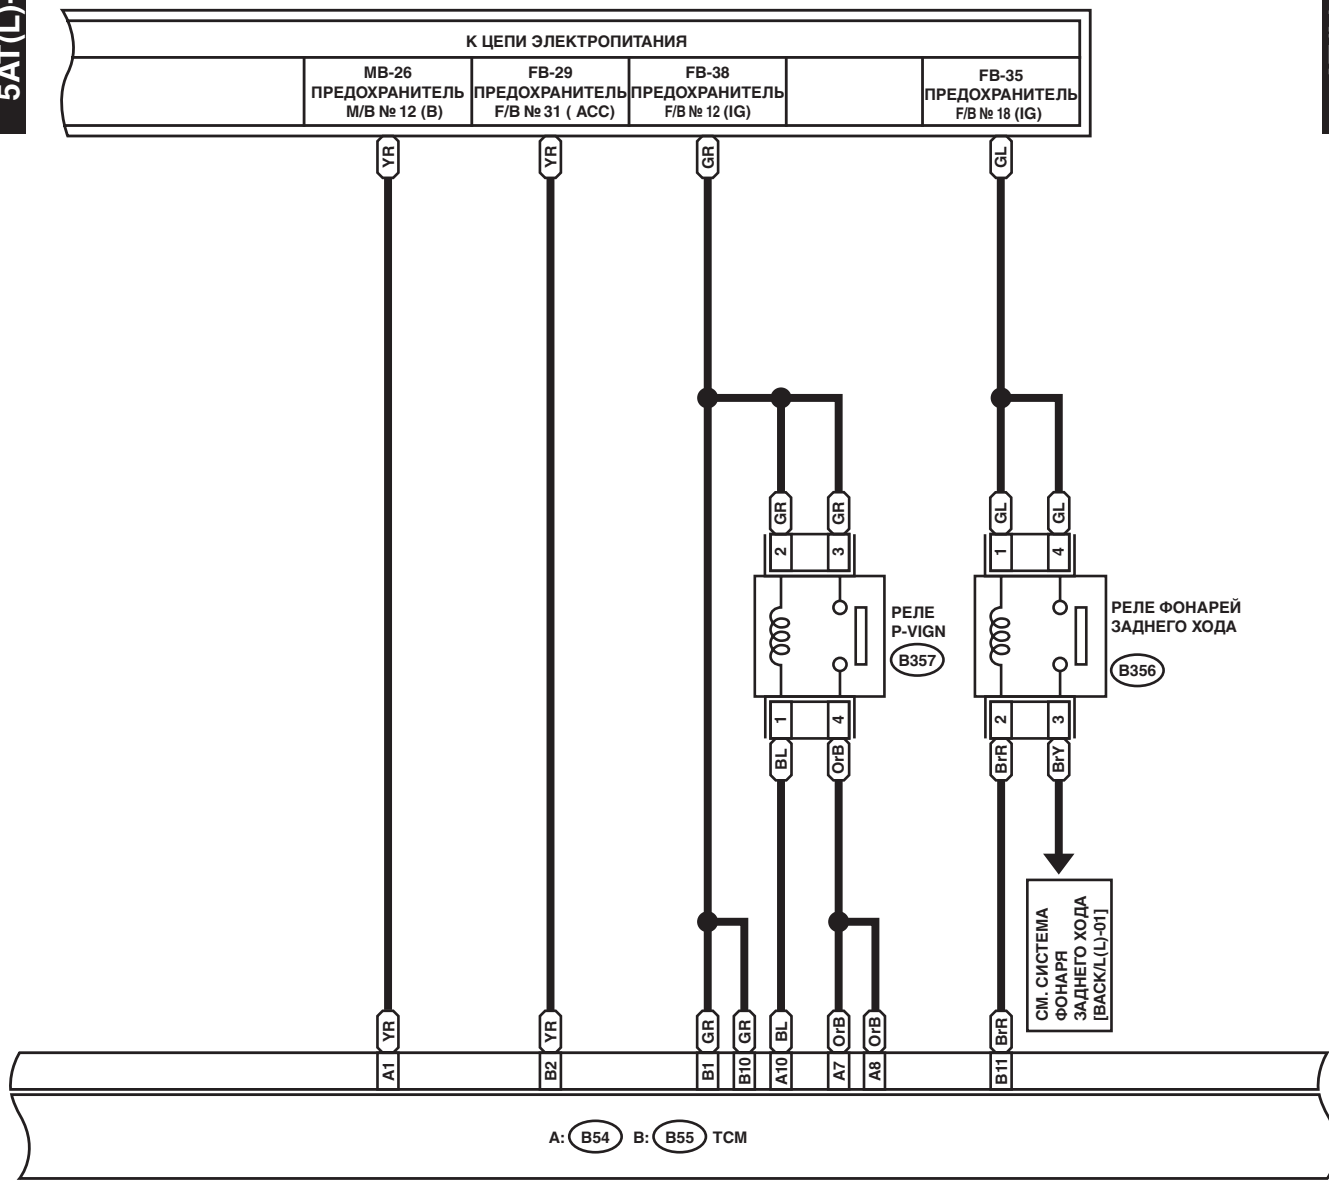 5AT(L)-
К ЦЕПИ ЭЛЕКТРОПИТАНИЯ
MB-26
ПРЕДОХРАНИТЕЛЬ
M/B № 12 (B)
FB-29
ПРЕДОХРАНИТЕЛЬ
F/B № 31 ( ACC)
FB-38
ПРЕДОХРАНИТЕЛЬ
F/B № 12 (IG)
FB-35
ПРЕДОХРАНИТЕЛЬ
F/B № 18 (IG)
YR
YR
GR
GL
GR
GR
GL
GL
2
3
1
4
РЕЛЕ
P-VIGN
B357
РЕЛЕ ФОНАРЕЙ
ЗАДНЕГО ХОДА
B356
1
4
2
3
BL
OrB
BrR
BrY
СМ. СИСТЕМА
ФОНАРЯ
ЗАДНЕГО ХОДА
[BACK/L(L)-01]
YR
YR
GR
GR
BL
OrB
OrB
BrR
A1
B2
B1
B10
A10
A7
A8
B11
A: B54 B: B55 TCM